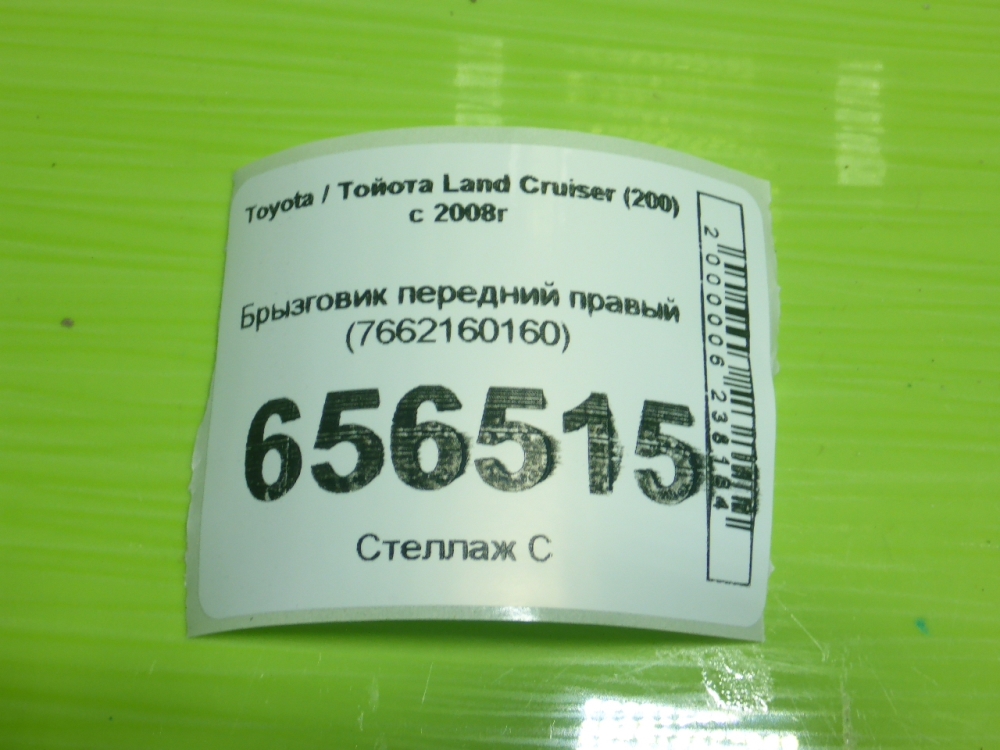 Toyota / Тойота Land Cruiser (200)
с 2008г
Брызговик передний правый
(7662160160)
656515
Стеллаж С
2000006238184